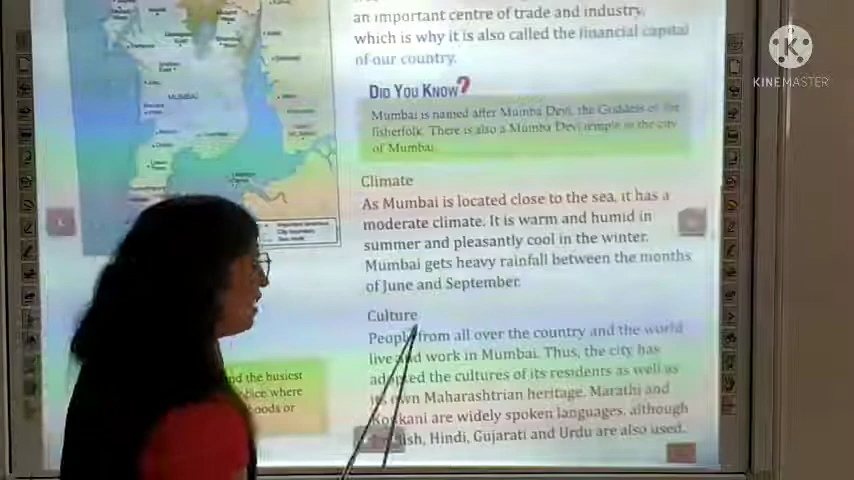 an important centre of trade and industry,
which is why it is also called the financial capital
of our country.
DID YOU KNOW?
Mumbai is named after Mumba Devi, the Goddess of the
fisherfolk. There is also a Mumba Devi temple in the city
of Mumbai.
Climate
As Mumbai is located close to the sea, it has a
moderate climate. It is warm and humid in
summer and pleasantly cool in the winter.
Mumbai gets heavy rainfall between the months
of June and September.
Culture
People from all over the country and the world
live and work in Mumbai. Thus, the city has
adopted the cultures of its residents as well as
its own Maharashtrian heritage. Marathi and
Konkani are widely spoken languages, although
English, Hindi, Gujarati and Urdu are also used.
MUMBAI
nd the busiest
ice where
oods or
KINEMASTER